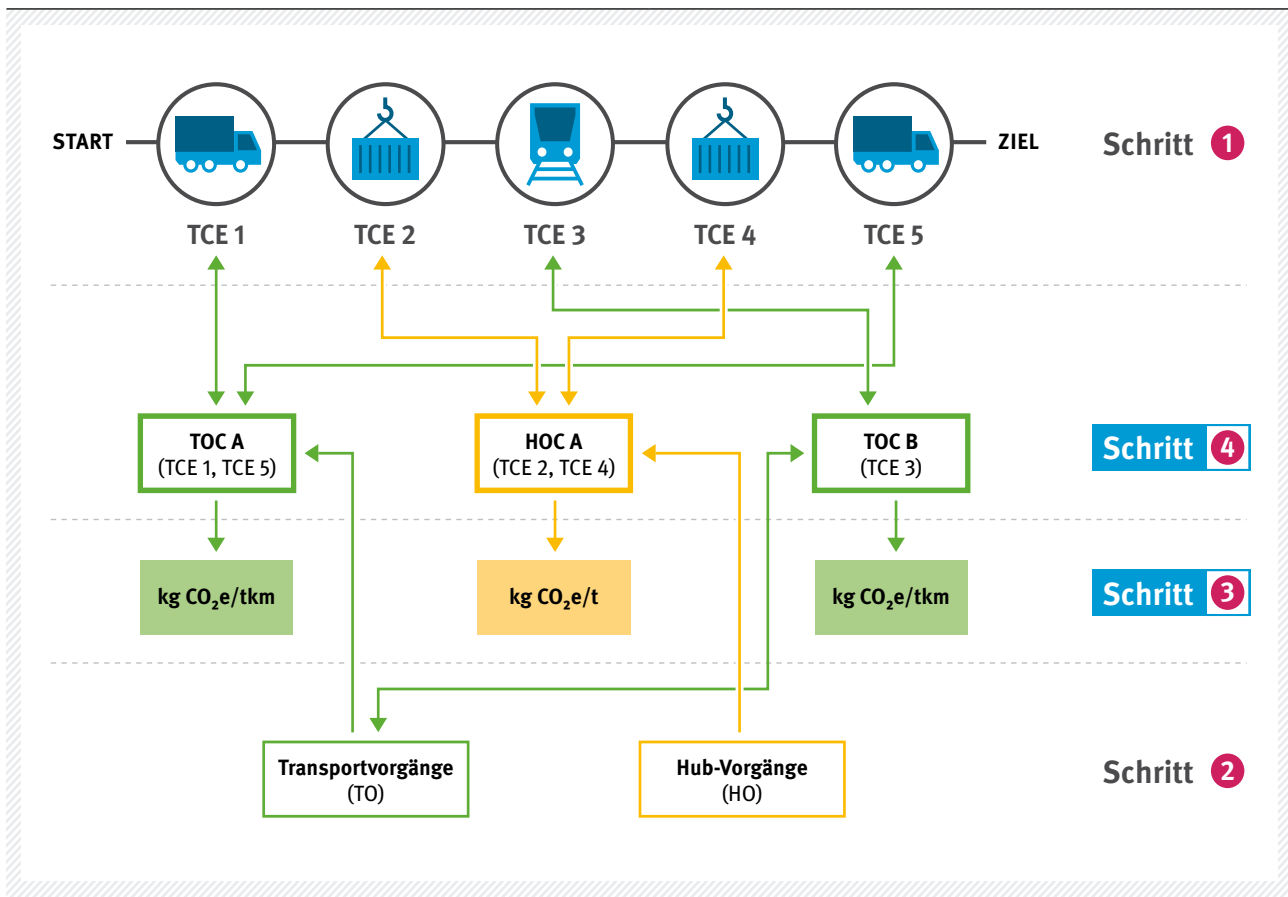 START
ZIEL
Schritt 1
TCE 1
TCE 2
TCE 3
TCE 4
TCE 5
TOC A
(TCE 1, TCE 5)
HOC A
(TCE 2, TCE 4)
TOC B
(TCE 3)
Schritt 4
kg CO₂e/tkm
kg CO₂e/t
kg CO₂e/tkm
Schritt 3
Transportvorgänge
(TO)
Hub-Vorgänge
(HO)
Schritt 2